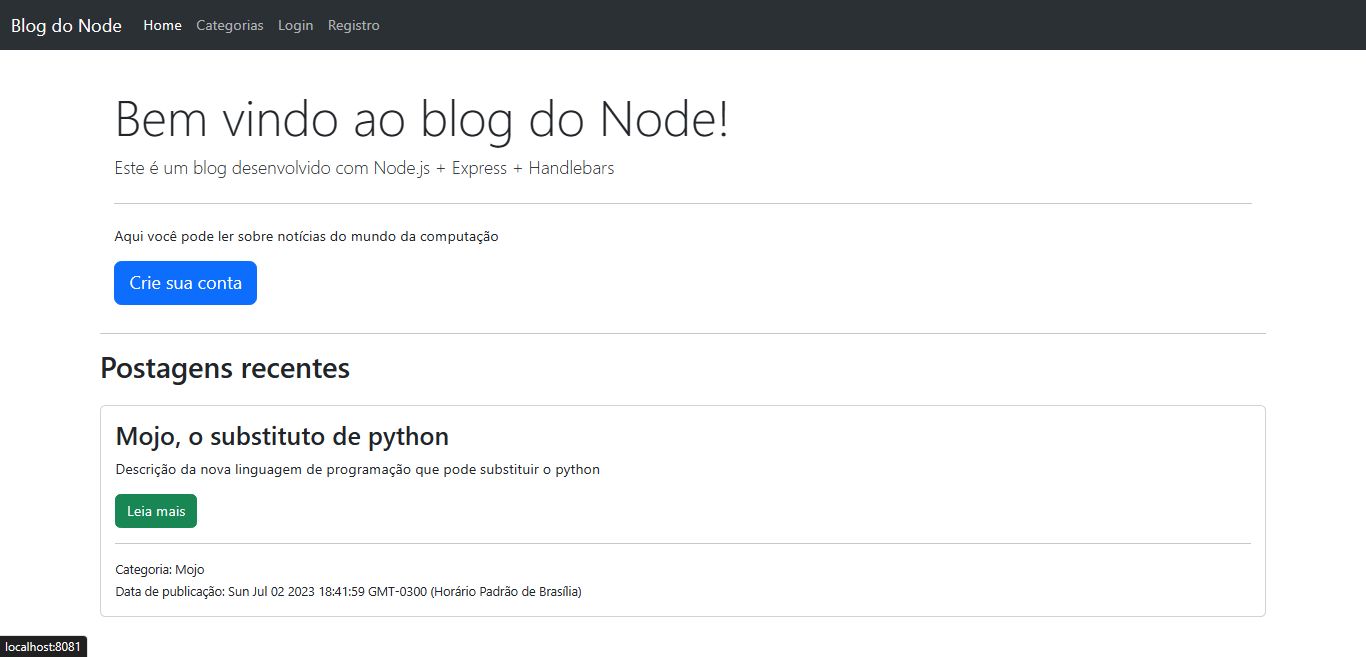 Blog do Node Home Categorias Login Registro
Bem vindo ao blog do Node!
Este é um blog desenvolvido com Node.js + Express + Handlebars
Aqui você pode ler sobre notícias do mundo da computação
Crie sua conta
Postagens recentes
Mojo, o substituto de python
Descrição da nova linguagem de programação que pode substituir o python
Leia mais
Categoria: Mojo
Data de publicação: Sun Jul 02 2023 18:41:59 GMT-0300 (Horário Padrão de Brasília)
localhost:8081